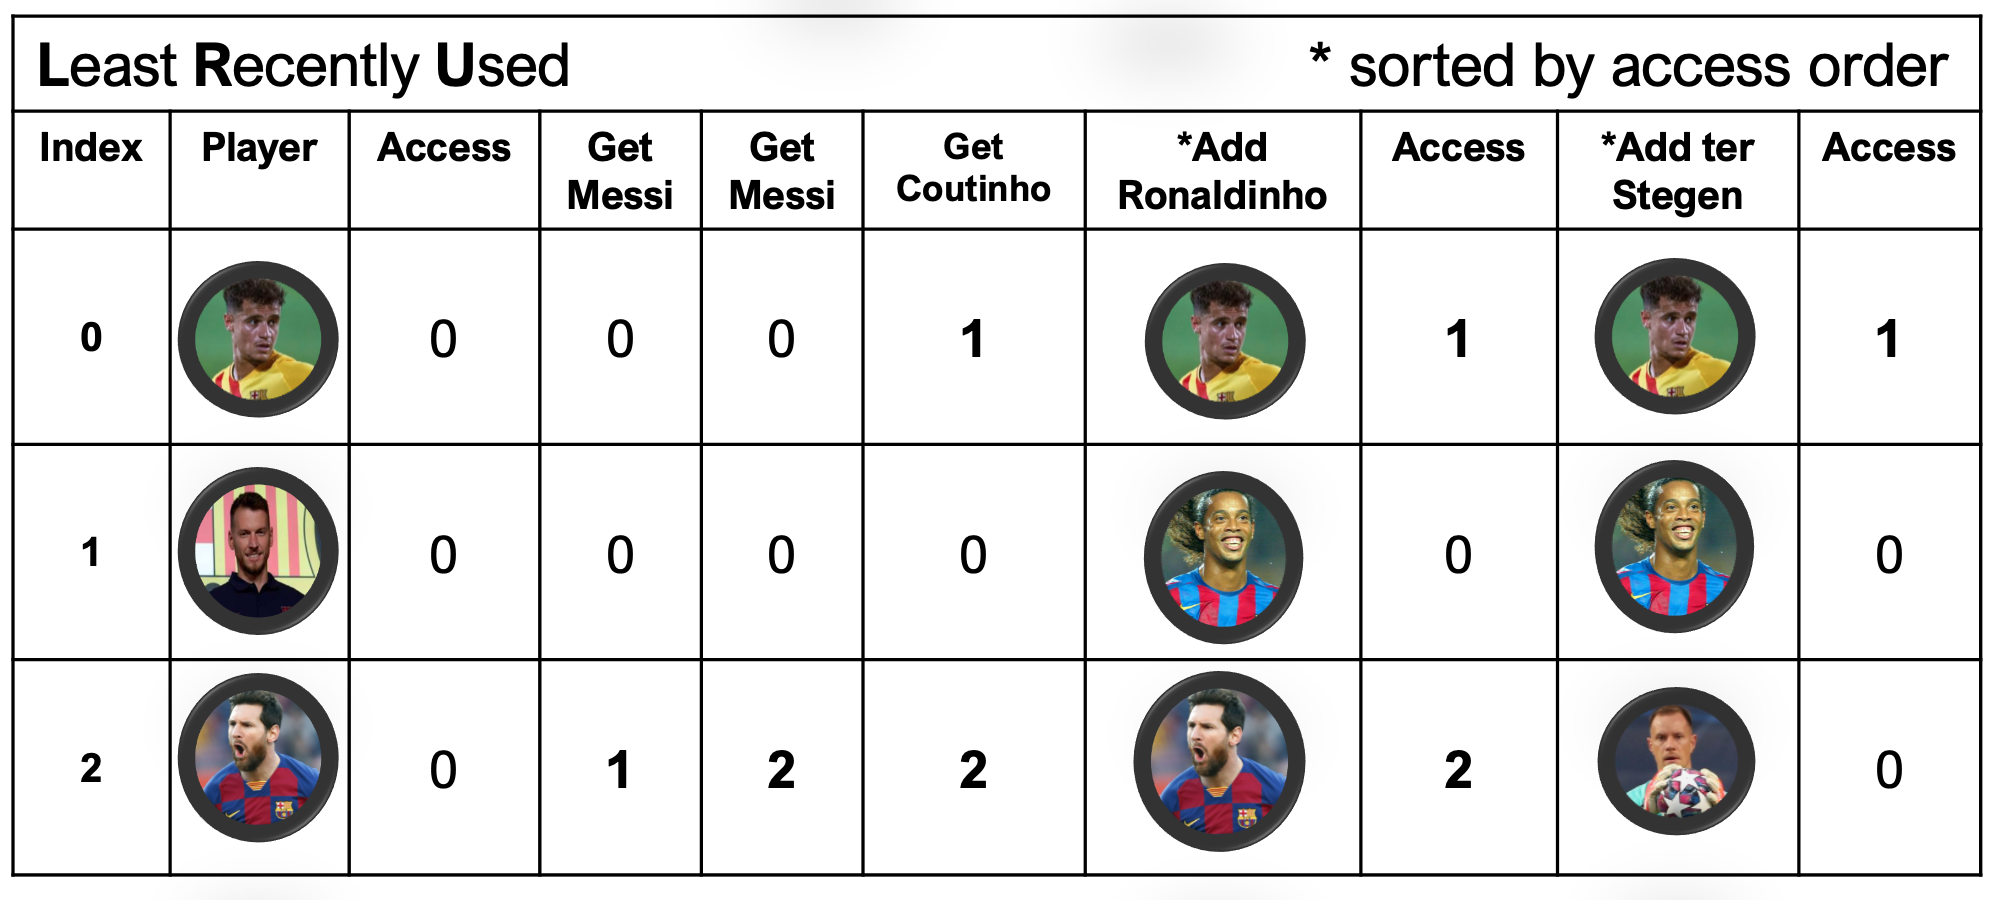 Least Recently Used * sorted by access order
Index Player Access Get Messi Get Messi Get Coutinho *Add Ronaldinho Access *Add ter Stegen Access
0 0 0 0 1 1 1
1 0 0 0 0 0 0
2 0 1 2 2 2 0